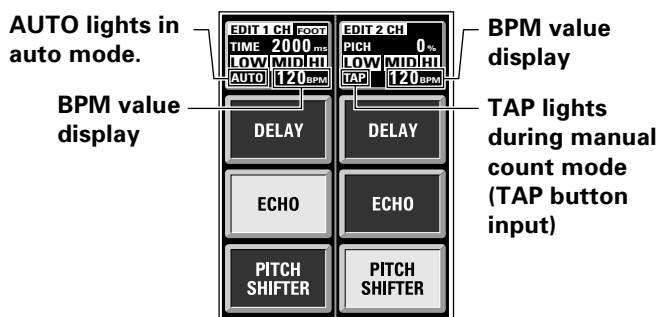 AUTO lights in
auto mode.
BPM value
display
EDIT 1 CH FOOT
TIME 2000 ms
LOW MID HI
AUTO 120 BPM
DELAY
ECHO
PITCH
SHIFTER
EDIT 2 CH
PICH 0 %
LOW MID HI
TAP 120 BPM
DELAY
ECHO
PITCH
SHIFTER
BPM value
display
TAP lights
during manual
count mode
(TAP button
input)